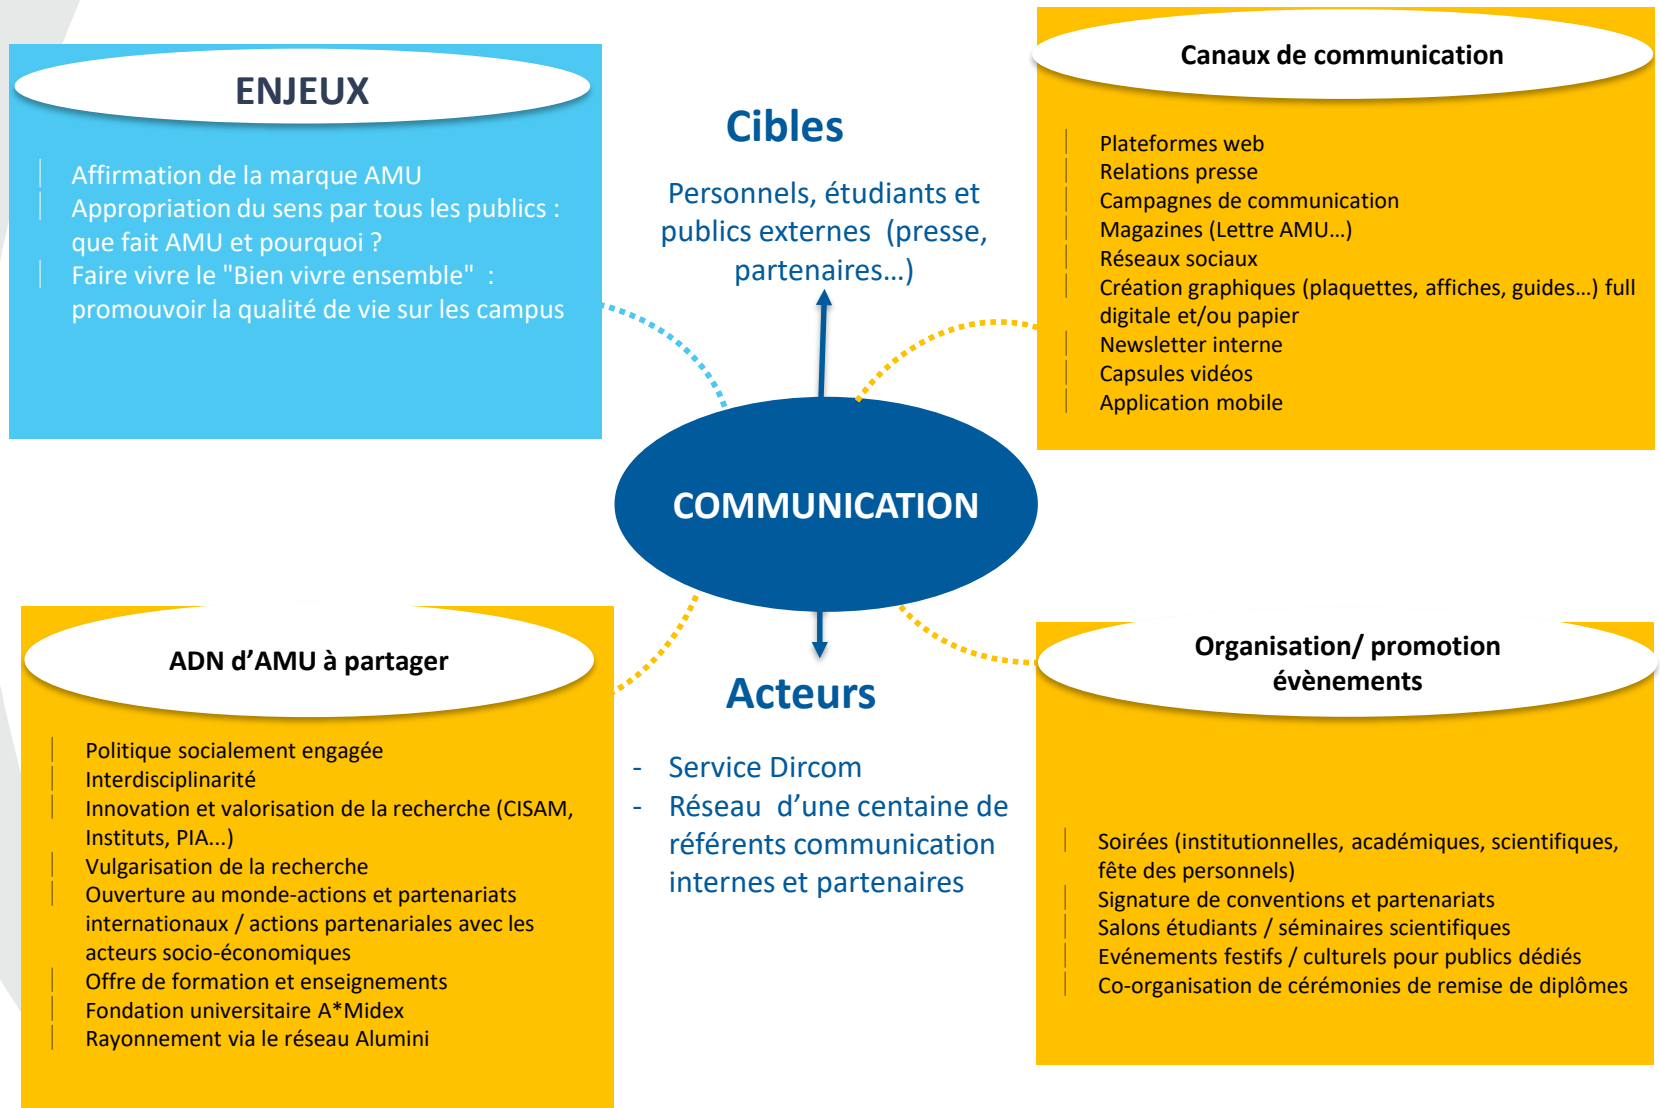 ENJEUX
Affirmation de la marque AMU
Appropriation du sens par tous les publics :
que fait AMU et pourquoi ?
Faire vivre le "Bien vivre ensemble"  :
promouvoir la qualité de vie sur les campus
Cibles
Personnels, étudiants et
publics externes  (presse,
partenaires…)
Canaux de communication
Plateformes web
Relations presse
Campagnes de communication
Magazines (Lettre AMU…)
Réseaux sociaux
Création graphiques (plaquettes, affiches, guides…) full
digitale et/ou papier
Newsletter interne
Capsules vidéos
Application mobile
COMMUNICATION
ADN d’AMU à partager
Politique socialement engagée
Interdisciplinarité
Innovation et valorisation de la recherche (CISAM,
Instituts, PIA...)
Vulgarisation de la recherche
Ouverture au monde-actions et partenariats
internationaux / actions partenariales avec les
acteurs socio-économiques
Offre de formation et enseignements
Fondation universitaire A*Midex
Rayonnement via le réseau Alumini
Acteurs
- Service Dircom
- Réseau  d’une centaine de
référents communication
internes et partenaires
Organisation/ promotion
évènements
Soirées (institutionnelles, académiques, scientifiques,
fête des personnels)
Signature de conventions et partenariats
Salons étudiants / séminaires scientifiques
Evénements festifs / culturels pour publics dédiés
Co-organisation de cérémonies de remise de diplômes